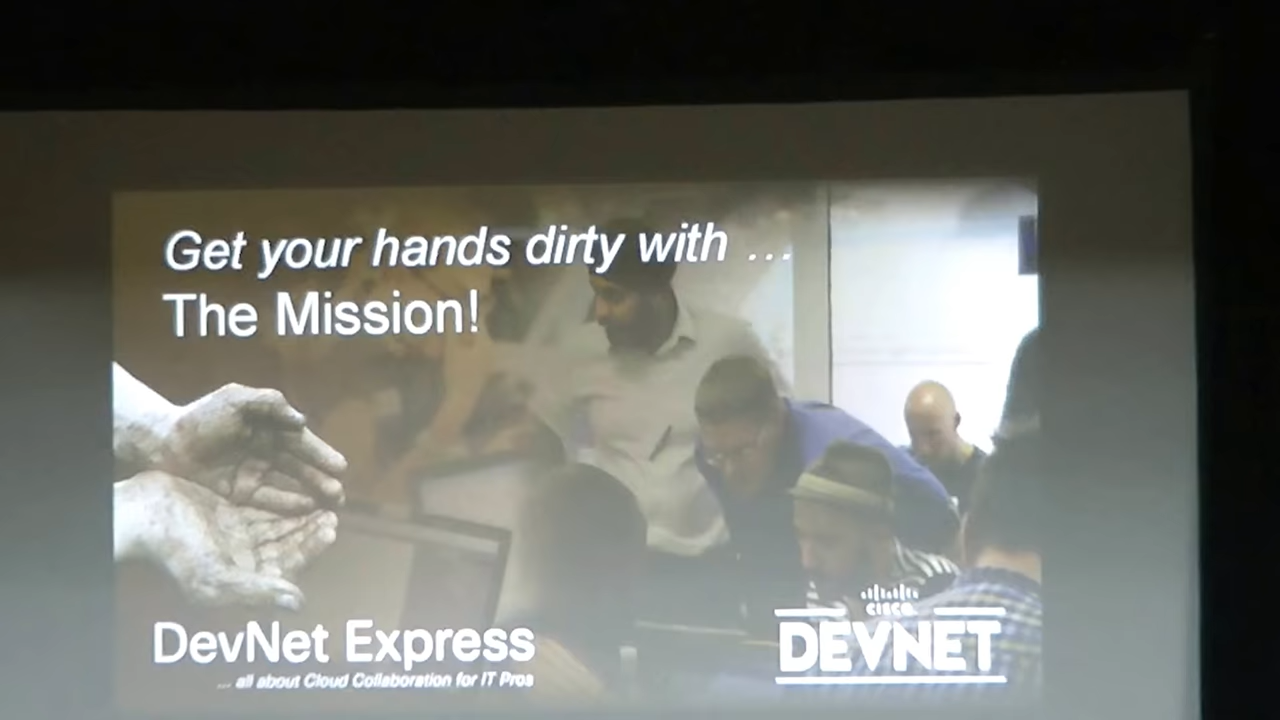 Get your hands dirty with ...
The Mission!
DevNet Express
... all about Cloud Collaboration for IT Pros
CISCO
DEVNET